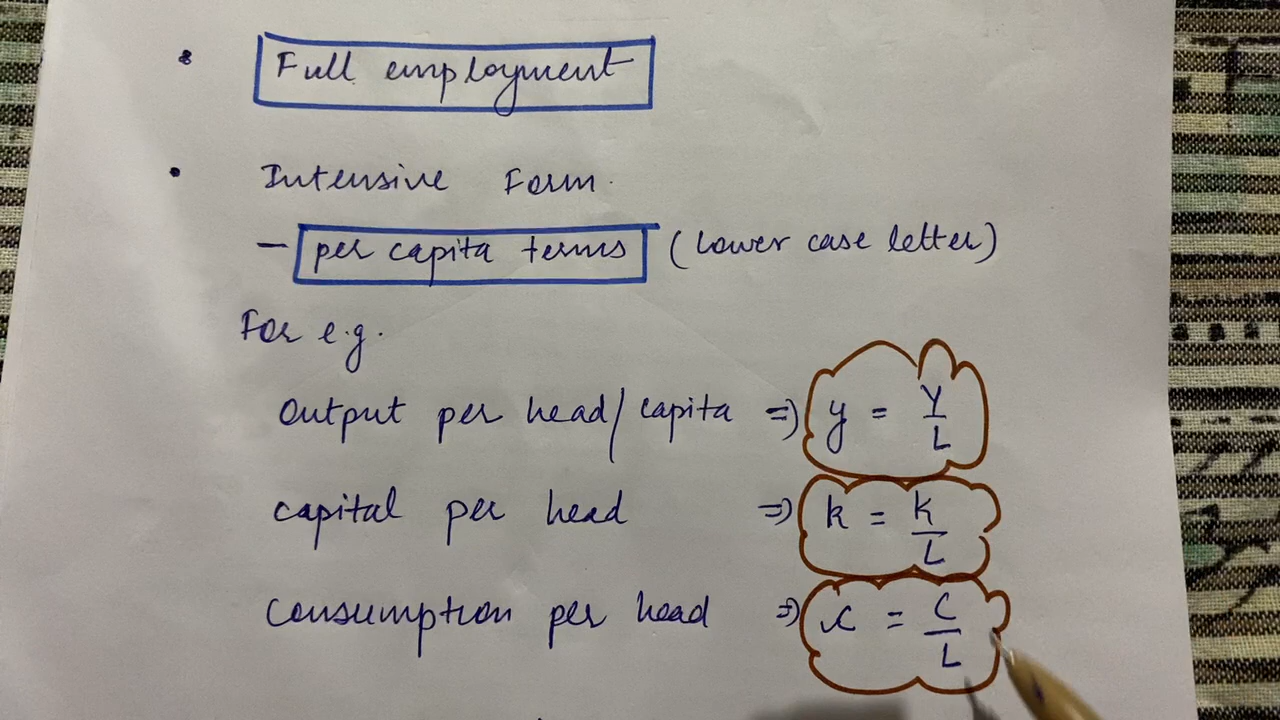 • Full employment
• Intensive Form.
- per capita terms (lower case letter)
For e.g.
Output per head/capita => y = Y/L
capital per head => k = K/L
Consumption per head => c = C/L